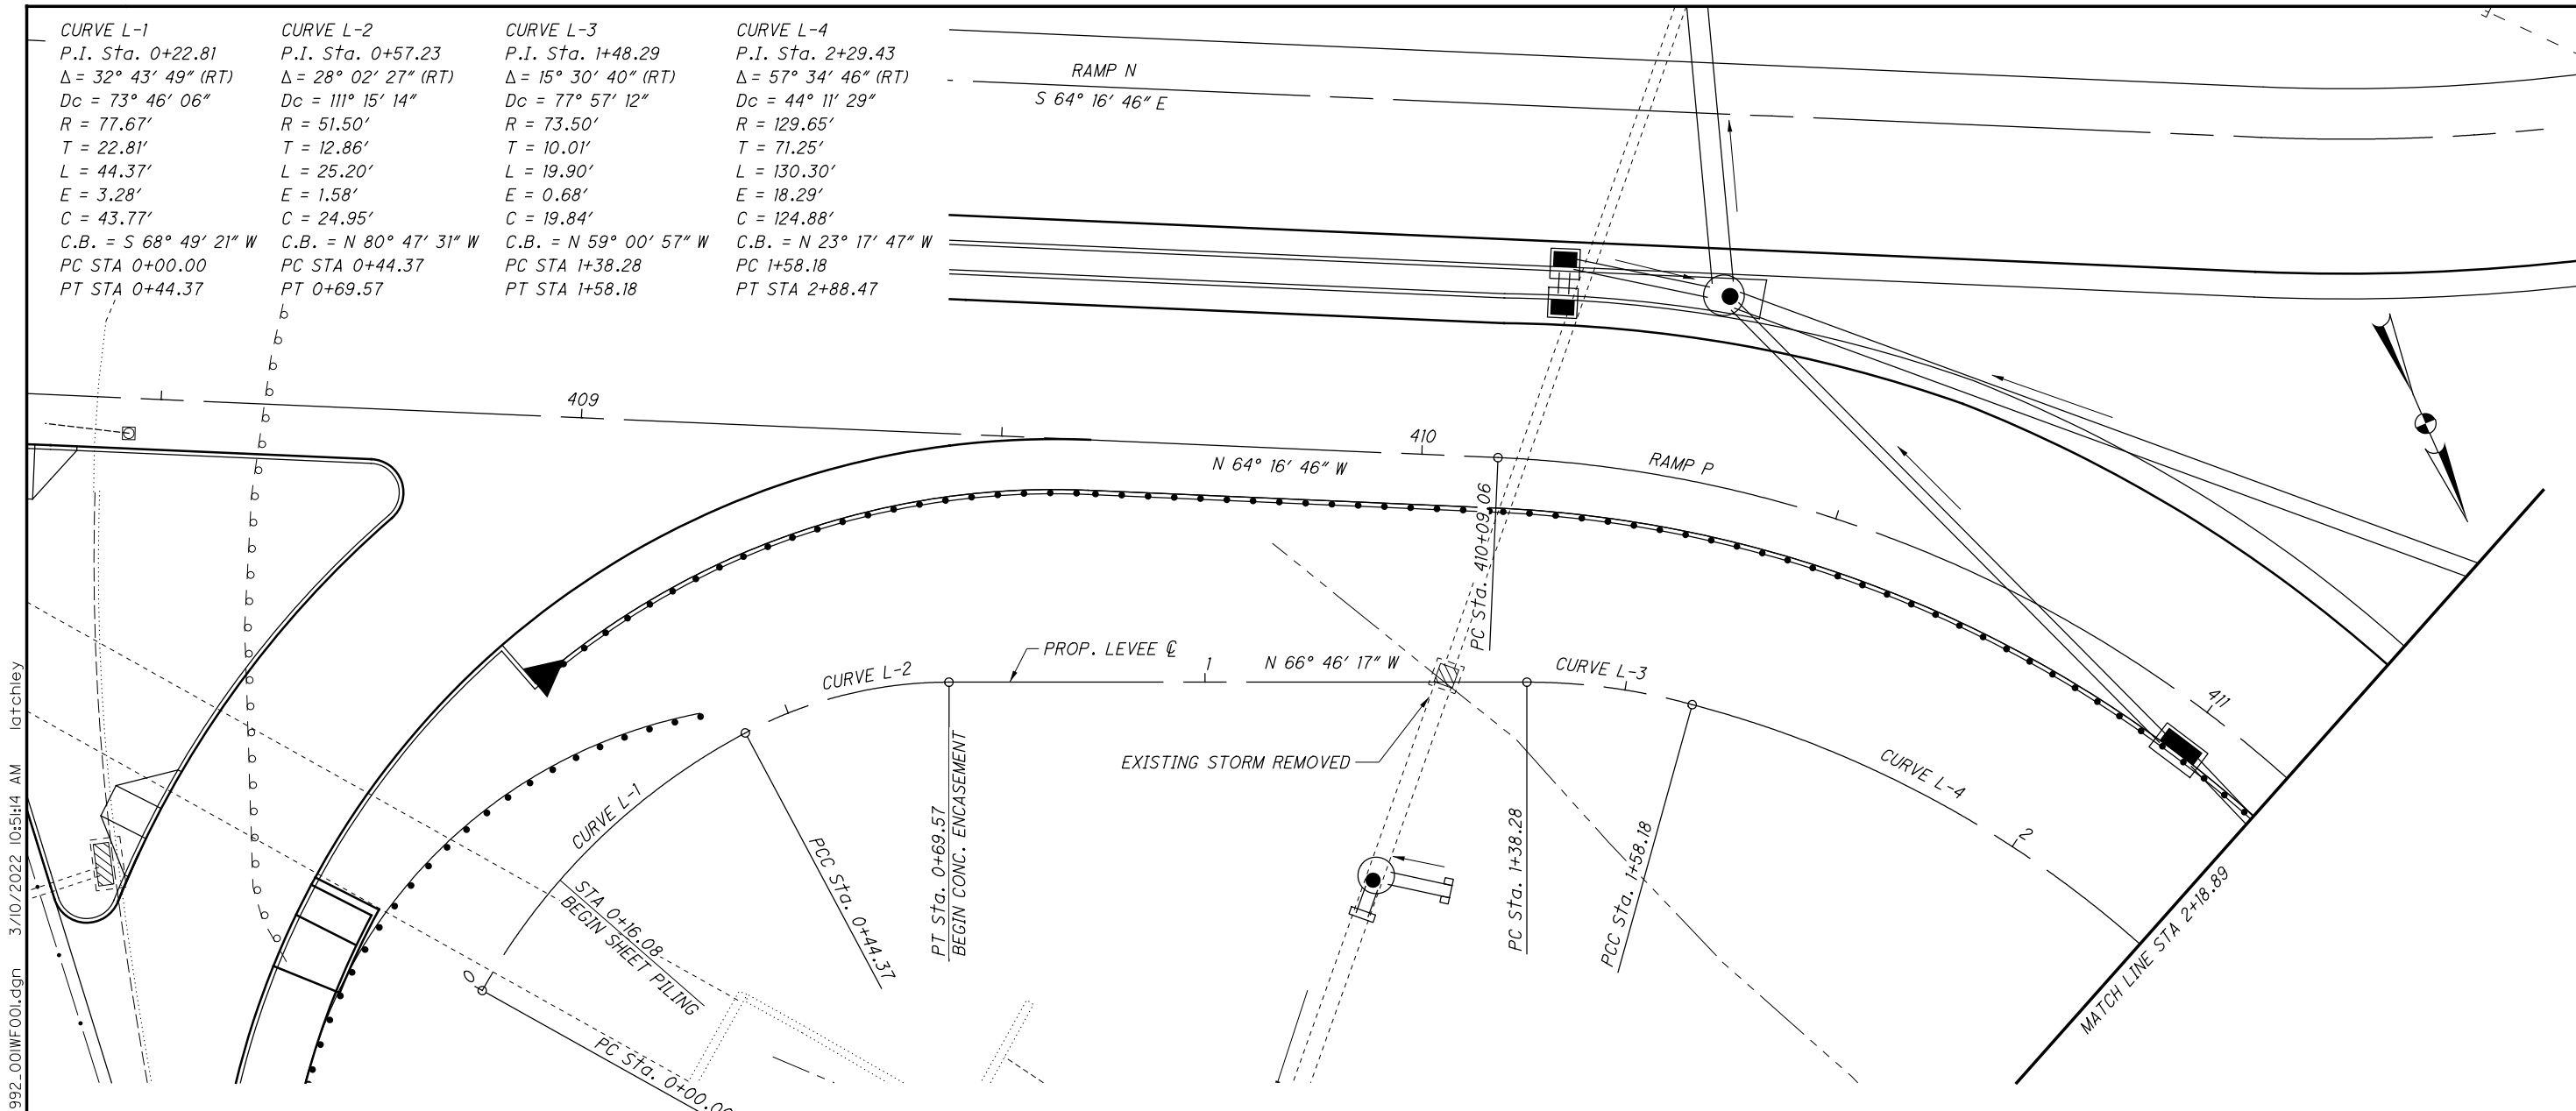 CURVE L-1
P.I. Sta. 0+22.81
Δ = 32° 43′ 49″ (RT)
Dc = 73° 46′ 06″
R = 77.67′
T = 22.81′
L = 44.37′
E = 3.28′
C = 43.77′
C.B. = S 68° 49′ 21″ W
PC STA 0+00.00
PT STA 0+44.37
CURVE L-2
P.I. Sta. 0+57.23
Δ = 28° 02′ 27″ (RT)
Dc = 111° 15′ 14″
R = 51.50′
T = 12.86′
L = 25.20′
E = 1.58′
C = 24.95′
C.B. = N 80° 47′ 31″ W
PC STA 0+44.37
PT 0+69.57
CURVE L-3
P.I. Sta. 1+48.29
Δ = 15° 30′ 40″ (RT)
Dc = 77° 57′ 12″
R = 73.50′
T = 10.01′
L = 19.90′
E = 0.68′
C = 19.84′
C.B. = N 59° 00′ 57″ W
PC STA 1+38.28
PT STA 1+58.18
CURVE L-4
P.I. Sta. 2+29.43
Δ = 57° 34′ 46″ (RT)
Dc = 44° 11′ 29″
R = 129.65′
T = 71.25′
L = 130.30′
E = 18.29′
C = 124.88′
C.B. = N 23° 17′ 47″ W
PC 1+58.18
PT STA 2+88.47
RAMP N
S 64° 16′ 46″ E
409
410
N 64° 16′ 46″ W
RAMP P
PC Sta. 410+09.06
411
PROP. LEVEE ℄
1
N 66° 46′ 17″ W
CURVE L-2
CURVE L-3
EXISTING STORM REMOVED
CURVE L-1
CURVE L-4
2
PCC Sta. 0+44.37
PT Sta. 0+69.57
BEGIN CONC. ENCASEMENT
PC Sta. 1+38.28
PCC Sta. 1+58.18
STA 0+16.08
BEGIN SHEET PILING
0
PC Sta. 0+00.00
MATCH LINE STA 2+18.89
992_001WF001.dgn 3/10/2022 10:51:14 AM latchley